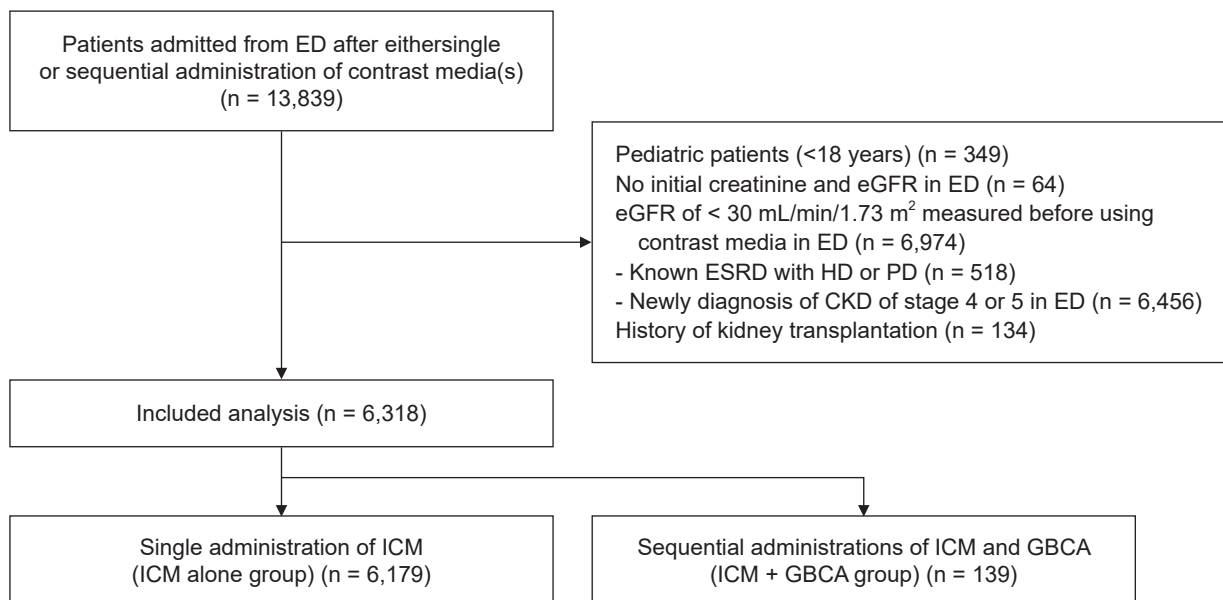 Patients admitted from ED after eithersingle
or sequential administration of contrast media(s)
(n = 13,839)
Pediatric patients (<18 years) (n = 349)
No initial creatinine and eGFR in ED (n = 64)
eGFR of < 30 mL/min/1.73 m² measured before using
contrast media in ED (n = 6,974)
- Known ESRD with HD or PD (n = 518)
- Newly diagnosis of CKD of stage 4 or 5 in ED (n = 6,456)
History of kidney transplantation (n = 134)
Included analysis (n = 6,318)
Single administration of ICM
(ICM alone group) (n = 6,179)
Sequential administrations of ICM and GBCA
(ICM + GBCA group) (n = 139)